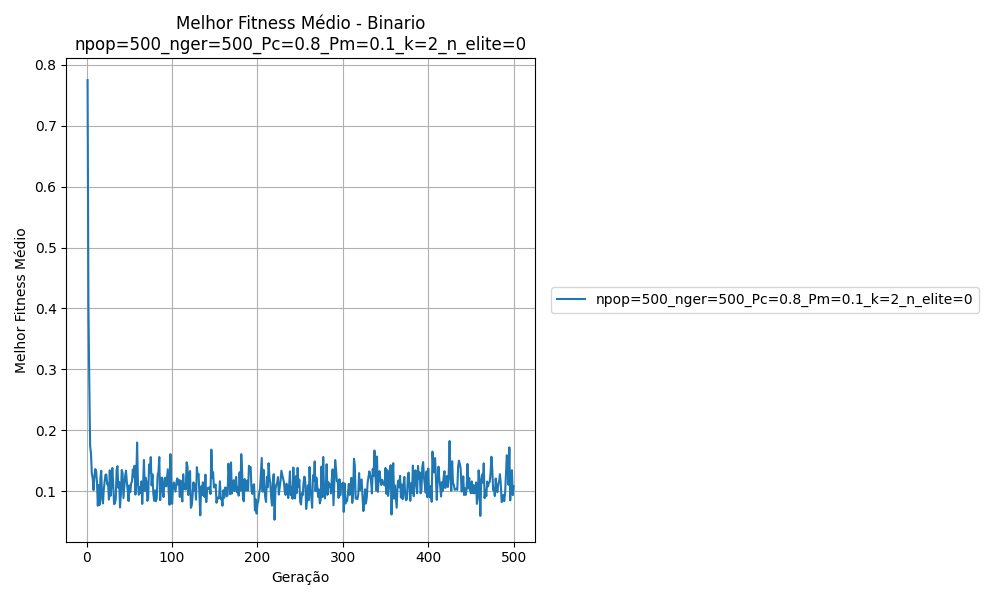 Melhor Fitness Médio - Binario
npop=500_nger=500_Pc=0.8_Pm=0.1_k=2_n_elite=0
0.8
0.7
0.6
0.5
0.4
0.3
0.2
0.1
Melhor Fitness Médio
0
100
200
300
400
500
Geração
npop=500_nger=500_Pc=0.8_Pm=0.1_k=2_n_elite=0